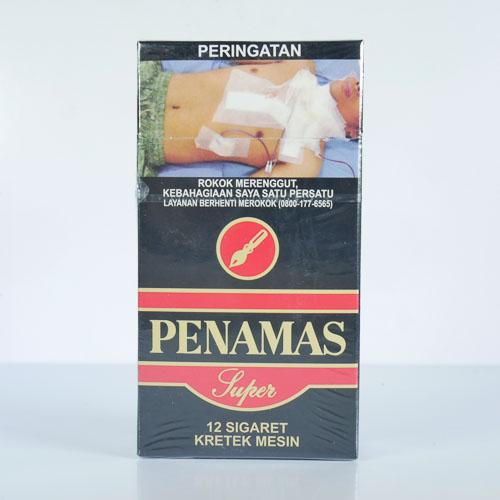 PERINGATAN
ROKOK MERENGGUT,
KEBAHAGIAAN SAYA SATU PERSATU
LAYANAN BERHENTI MEROKOK (0800-177-6565)
PENAMAS
Super
12 SIGARET
KRETEK MESIN